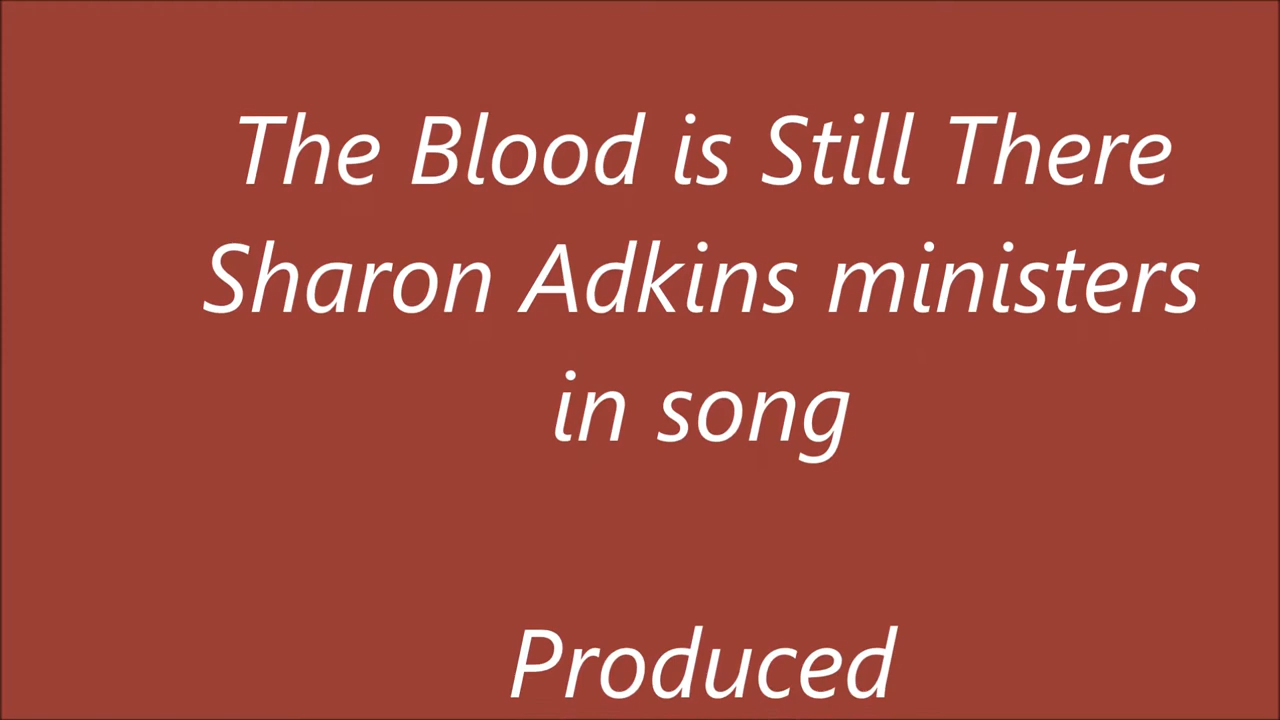 The Blood is Still There
Sharon Adkins ministers
in song
Produced